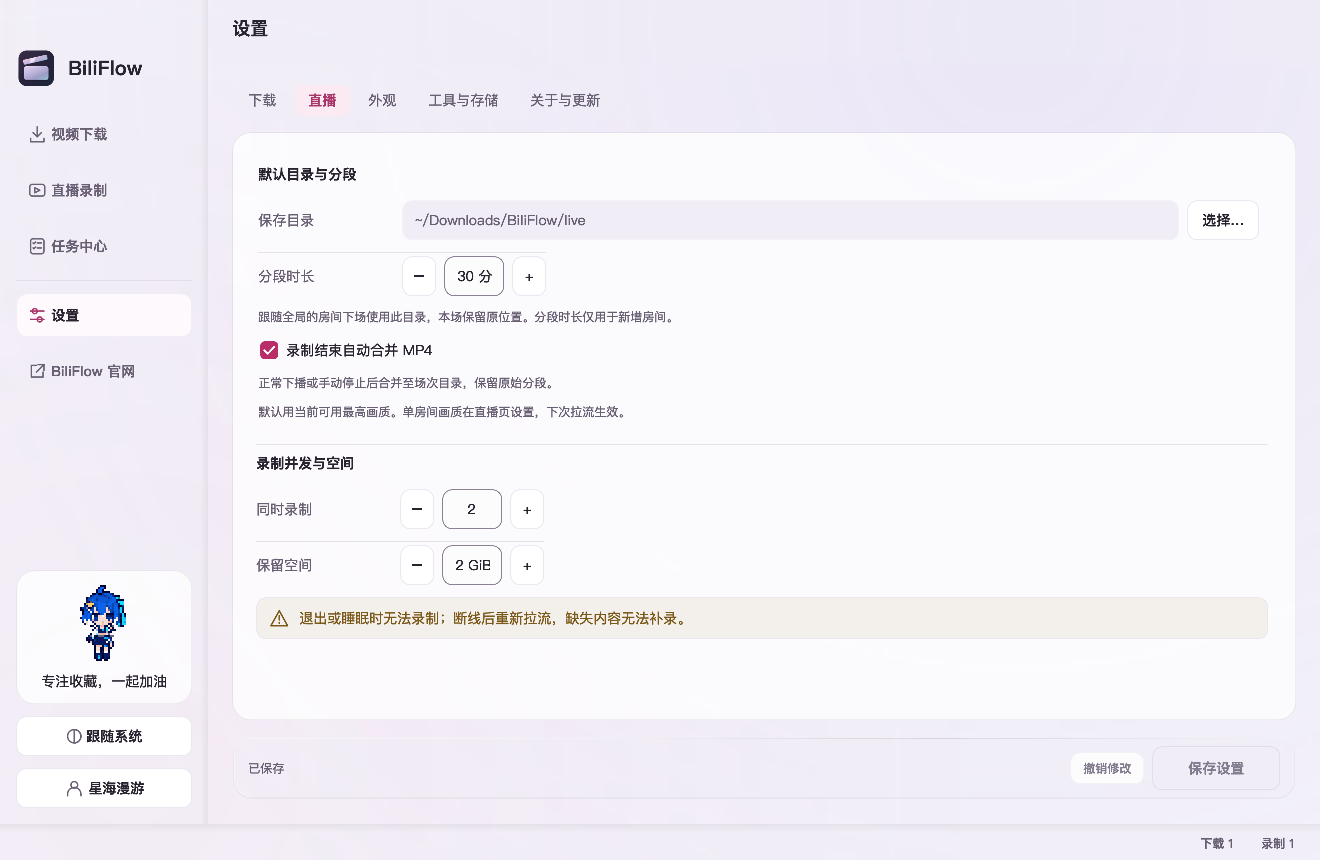 设置
BiliFlow
下载
直播
外观
工具与存储
关于与更新
视频下载
直播录制
任务中心
设置
BiliFlow 官网
默认目录与分段
保存目录
~/Downloads/BiliFlow/live
选择...
分段时长
30 分
跟随全局的房间下场使用此目录，本场保留原位置。分段时长仅用于新增房间。
录制结束自动合并 MP4
正常下播或手动停止后合并至场次目录，保留原始分段。
默认用当前可用最高画质。单房间画质在直播页设置，下次拉流生效。
录制并发与空间
同时录制
2
保留空间
2 GiB
退出或睡眠时无法录制；断线后重新拉流，缺失内容无法补录。
专注收藏，一起加油
跟随系统
星海漫游
已保存
撤销修改
保存设置
下载 1
录制 1